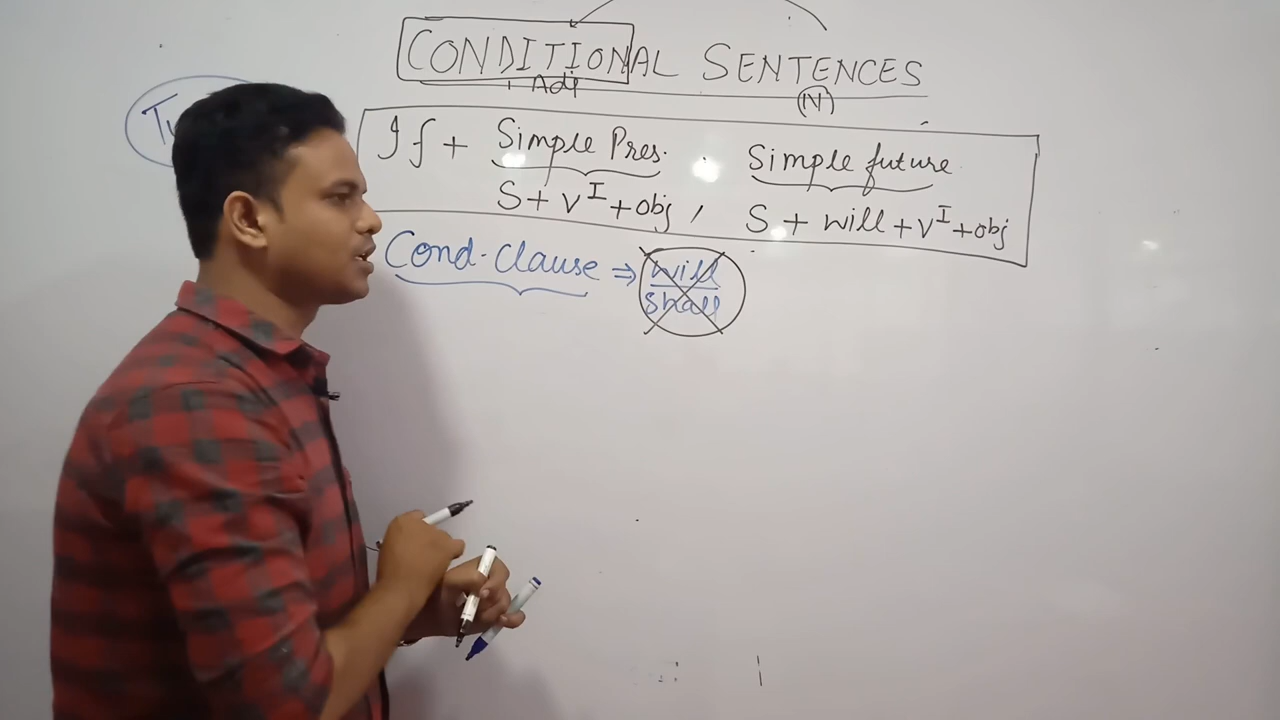 CONDITIONAL SENTENCES
Adj (N)
If + Simple Pres. , Simple future
S + V^I + obj , S + will + V^I + obj
Cond. Clause ⇒ will
shall